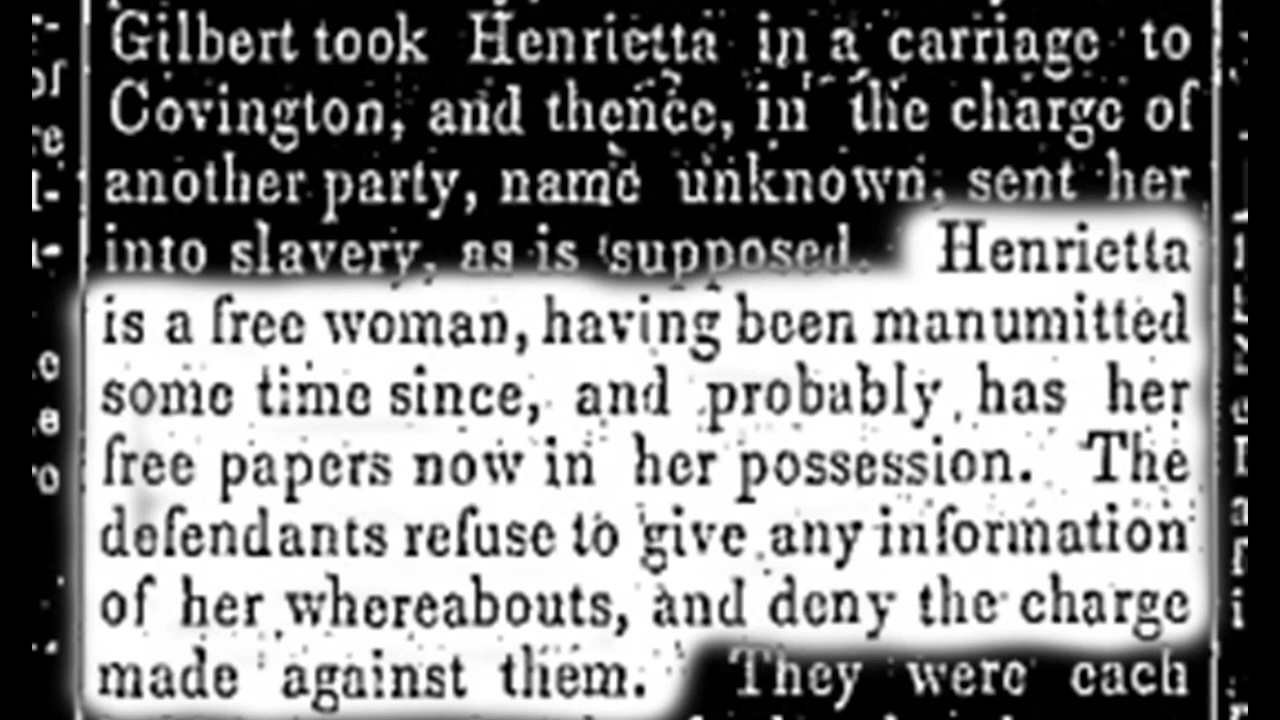 Gilbert took Henrietta in a carriage to
Covington, and thence, in the charge of
another party, name unknown, sent her
into slavery, as is supposed. Henrietta
is a free woman, having been manumitted
some time since, and probably has her
free papers now in her possession. The
defendants refuse to give any information
of her whereabouts, and deny the charge
made against them. They were each